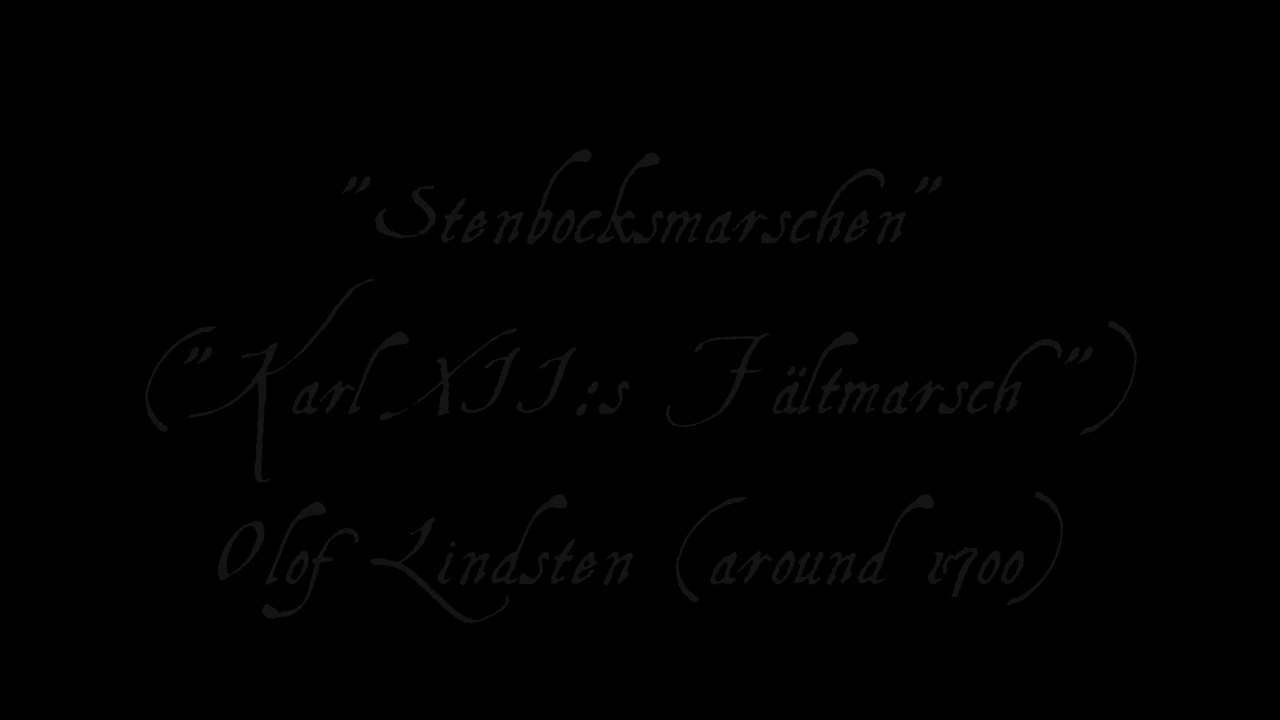 "Stenbocksmarschen"
("Karl XII:s Fältmarsch")
Olof Lindsten (around 1700)